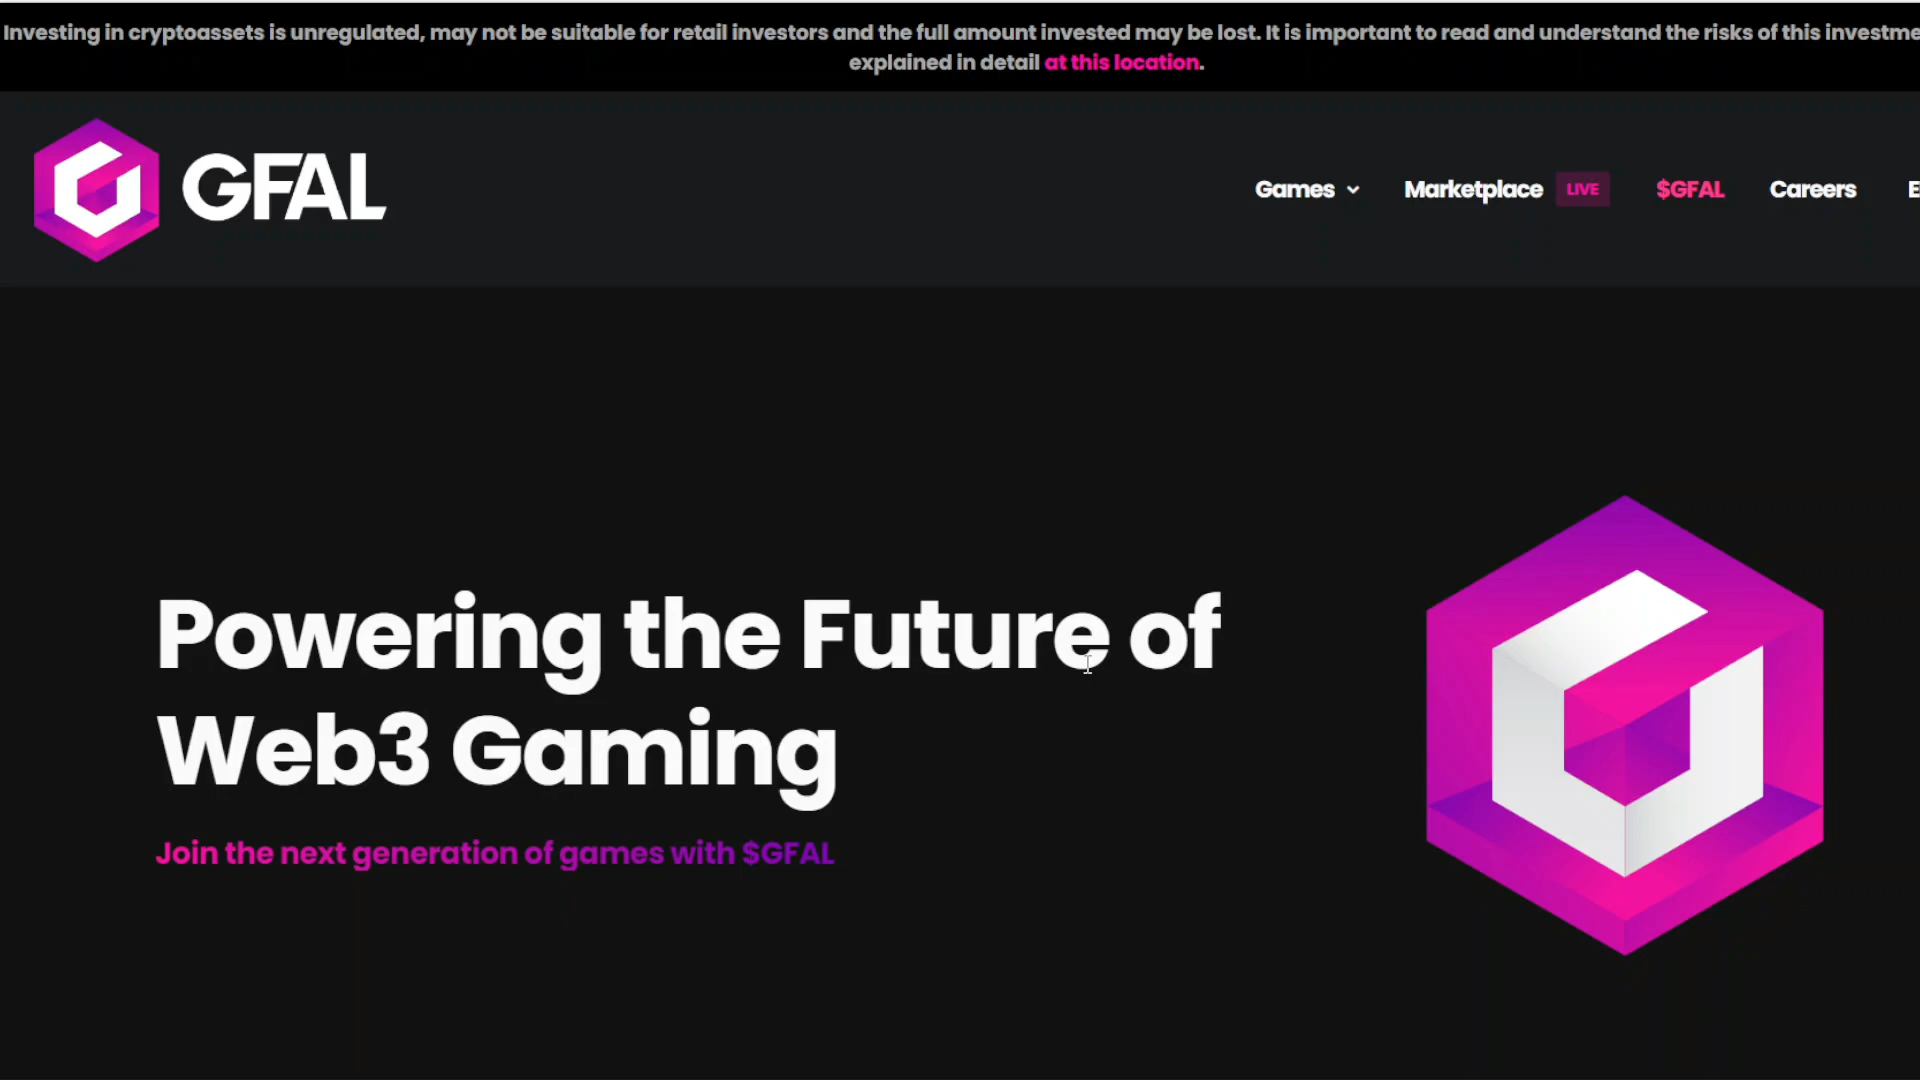 Investing in cryptoassets is unregulated, may not be suitable for retail investors and the full amount invested may be lost. It is important to read and understand the risks of this investme
explained in detail at this location.
GFAL
Games Marketplace LIVE $GFAL Careers E
Powering the Future of
Web3 Gaming
Join the next generation of games with $GFAL